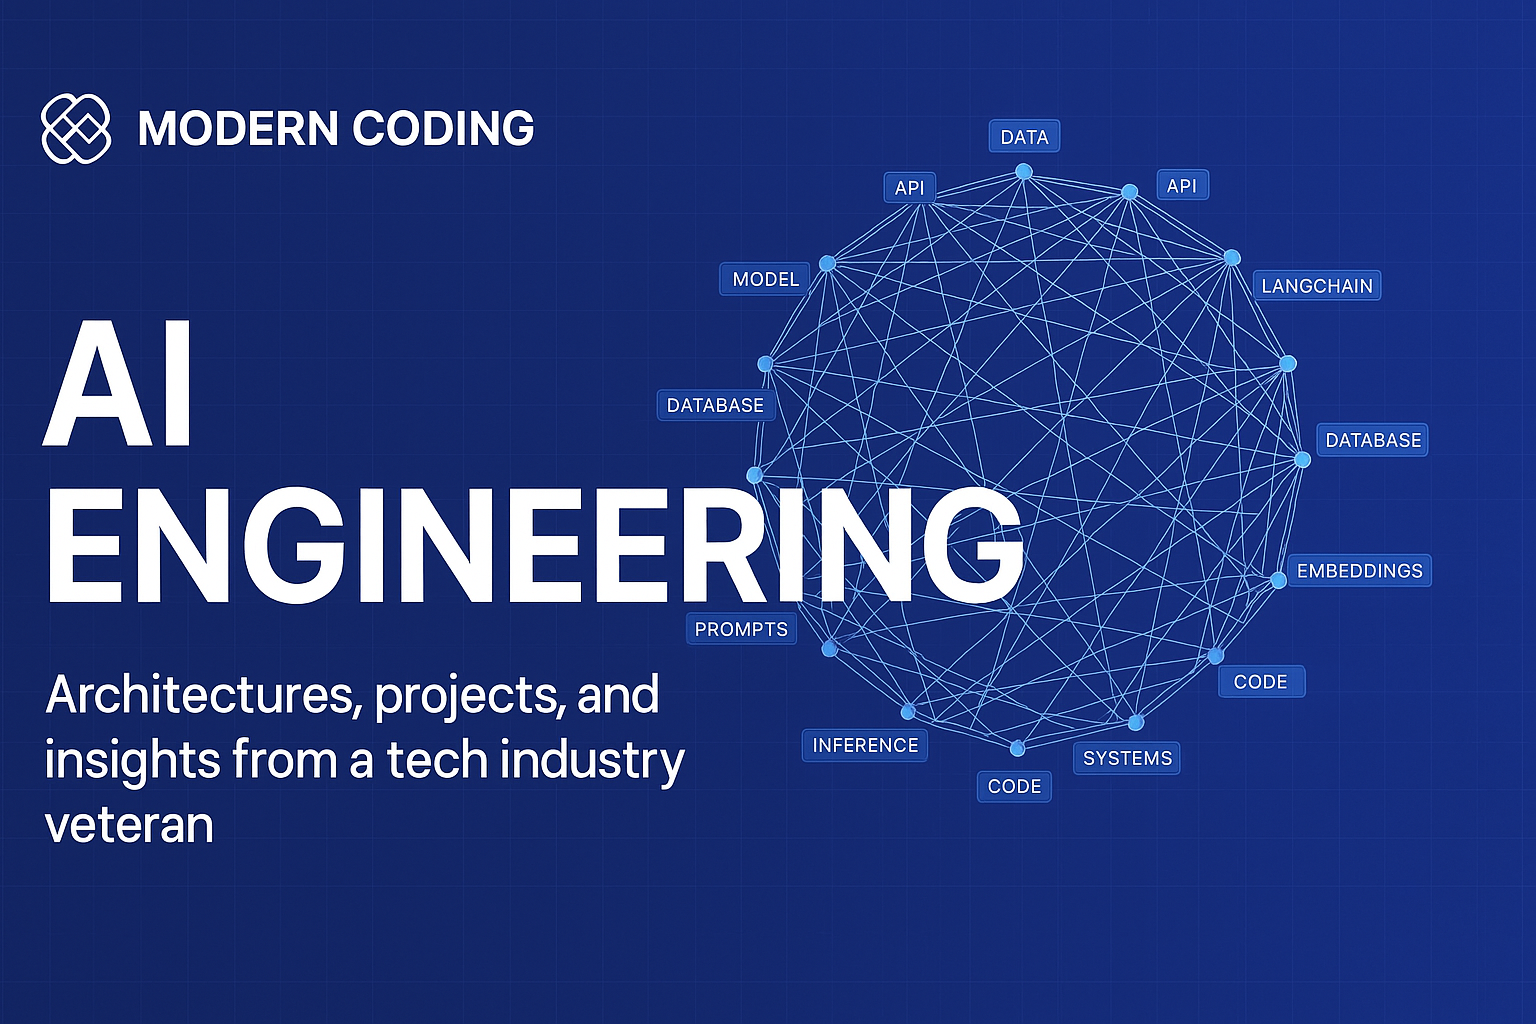 MODERN CODING
AI
ENGINEERING
Architectures, projects, and
insights from a tech industry
veteran
DATA
API
API
MODEL
LANGCHAIN
DATABASE
DATABASE
EMBEDDINGS
PROMPTS
CODE
INFERENCE
SYSTEMS
CODE